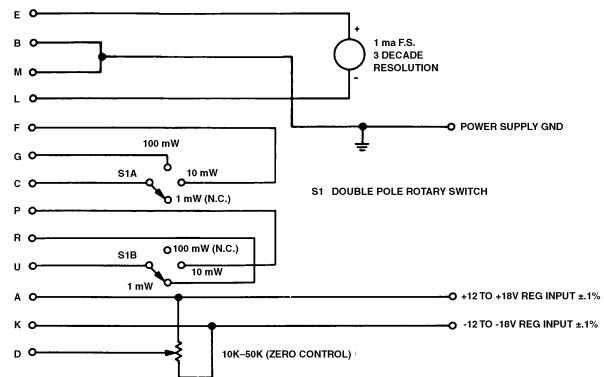 E
B
M
L
F
G
C
P
R
U
A
K
D
+
-
1 ma F.S.
3 DECADE
RESOLUTION
POWER SUPPLY GND
100 mW
10 mW
S1A
1 mW (N.C.)
S1 DOUBLE POLE ROTARY SWITCH
100 mW (N.C.)
S1B
10 mW
1 mW
+12 TO +18V REG INPUT ±.1%
-12 TO -18V REG INPUT ±.1%
10K–50K (ZERO CONTROL)